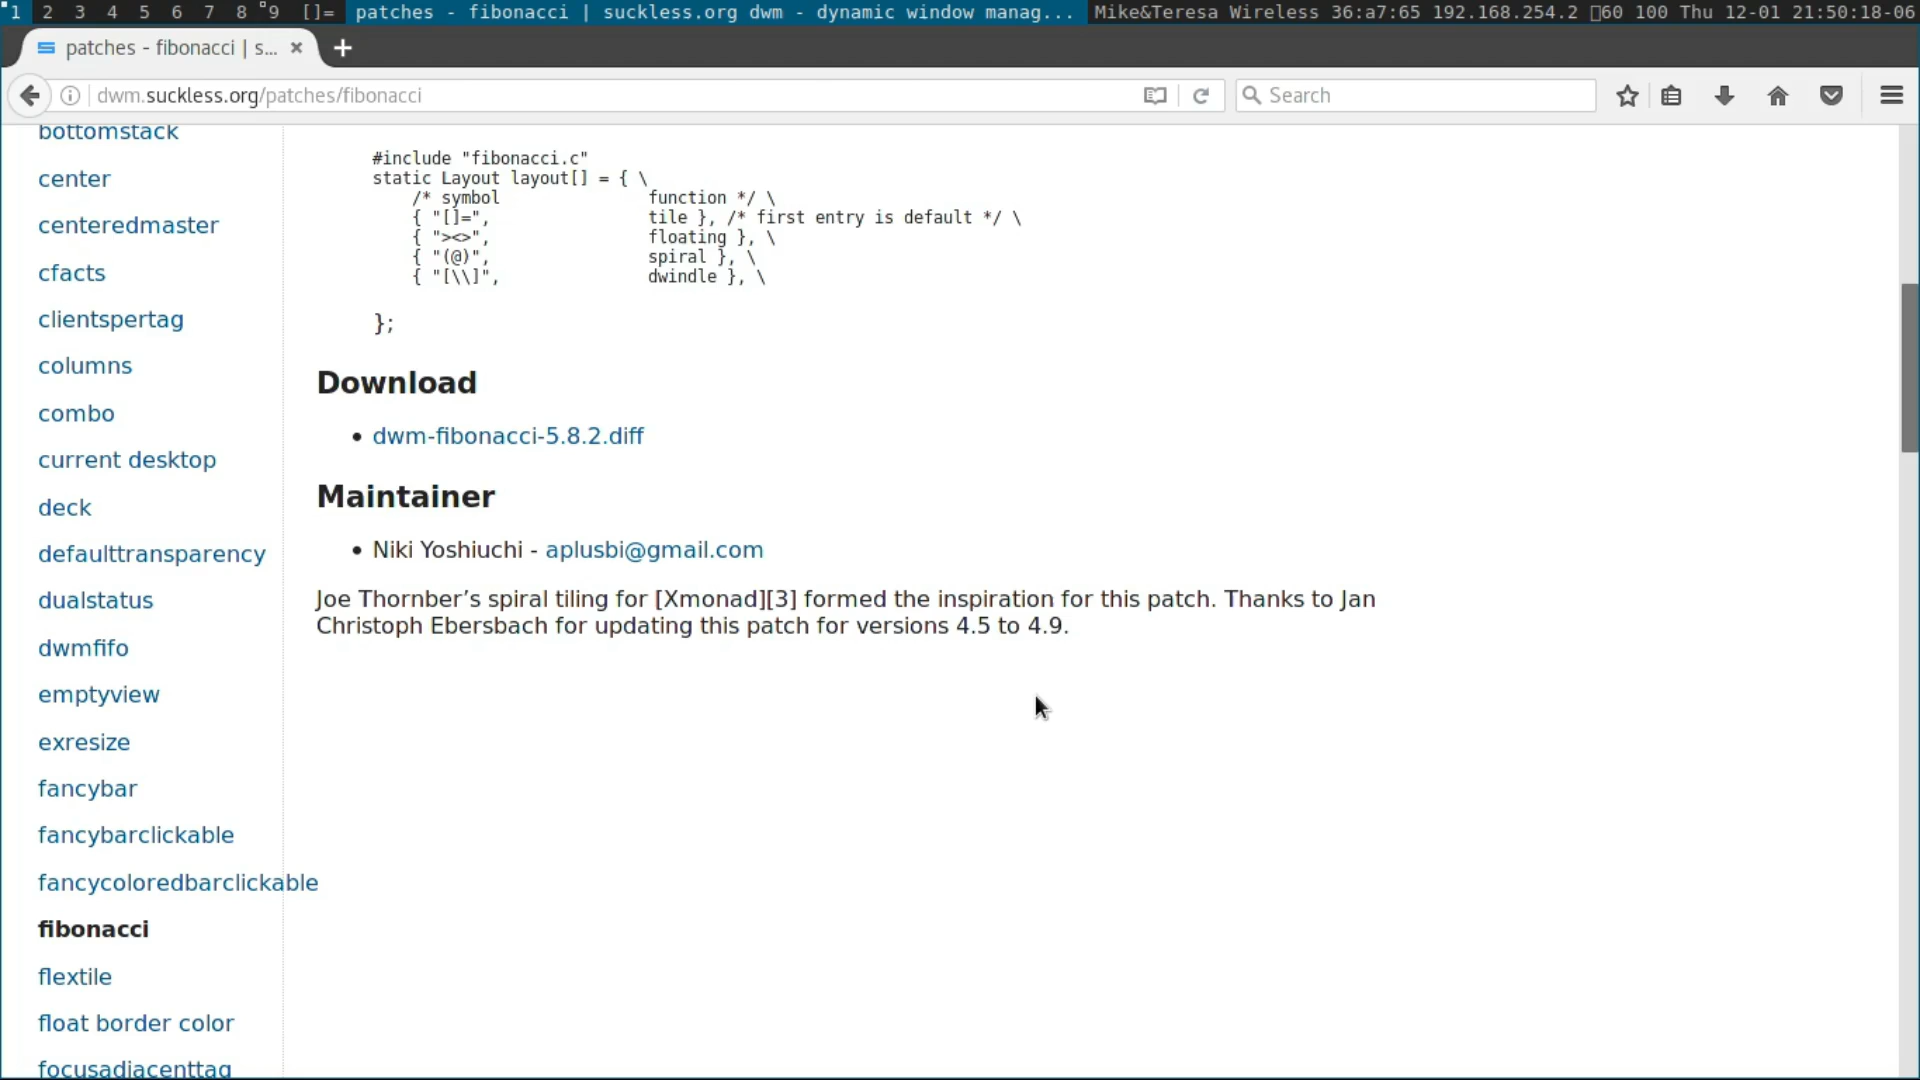 1 2 3 4 5 6 7 8 9 []= patches - fibonacci | suckless.org dwm - dynamic window manag... Mike&Teresa Wireless 36:a7:65 192.168.254.2 60 100 Thu 12-01 21:50:18-06
patches - fibonacci | s...
dwm.suckless.org/patches/fibonacci
Search
bottomstack
center
centeredmaster
cfacts
clientspertag
columns
combo
current desktop
deck
defaulttransparency
dualstatus
dwmfifo
emptyview
exresize
fancybar
fancybarclickable
fancycoloredbarclickable
fibonacci
flextile
float border color
focusadjacenttag
#include "fibonacci.c"
static Layout layout[] = { \
/* symbol function */ \
{ "[]=", tile }, /* first entry is default */ \
{ "><>", floating }, \
{ "(@)", spiral }, \
{ "[\\]", dwindle }, \
};
Download
dwm-fibonacci-5.8.2.diff
Maintainer
Niki Yoshiuchi - aplusbi@gmail.com
Joe Thornber’s spiral tiling for [Xmonad][3] formed the inspiration for this patch. Thanks to Jan
Christoph Ebersbach for updating this patch for versions 4.5 to 4.9.